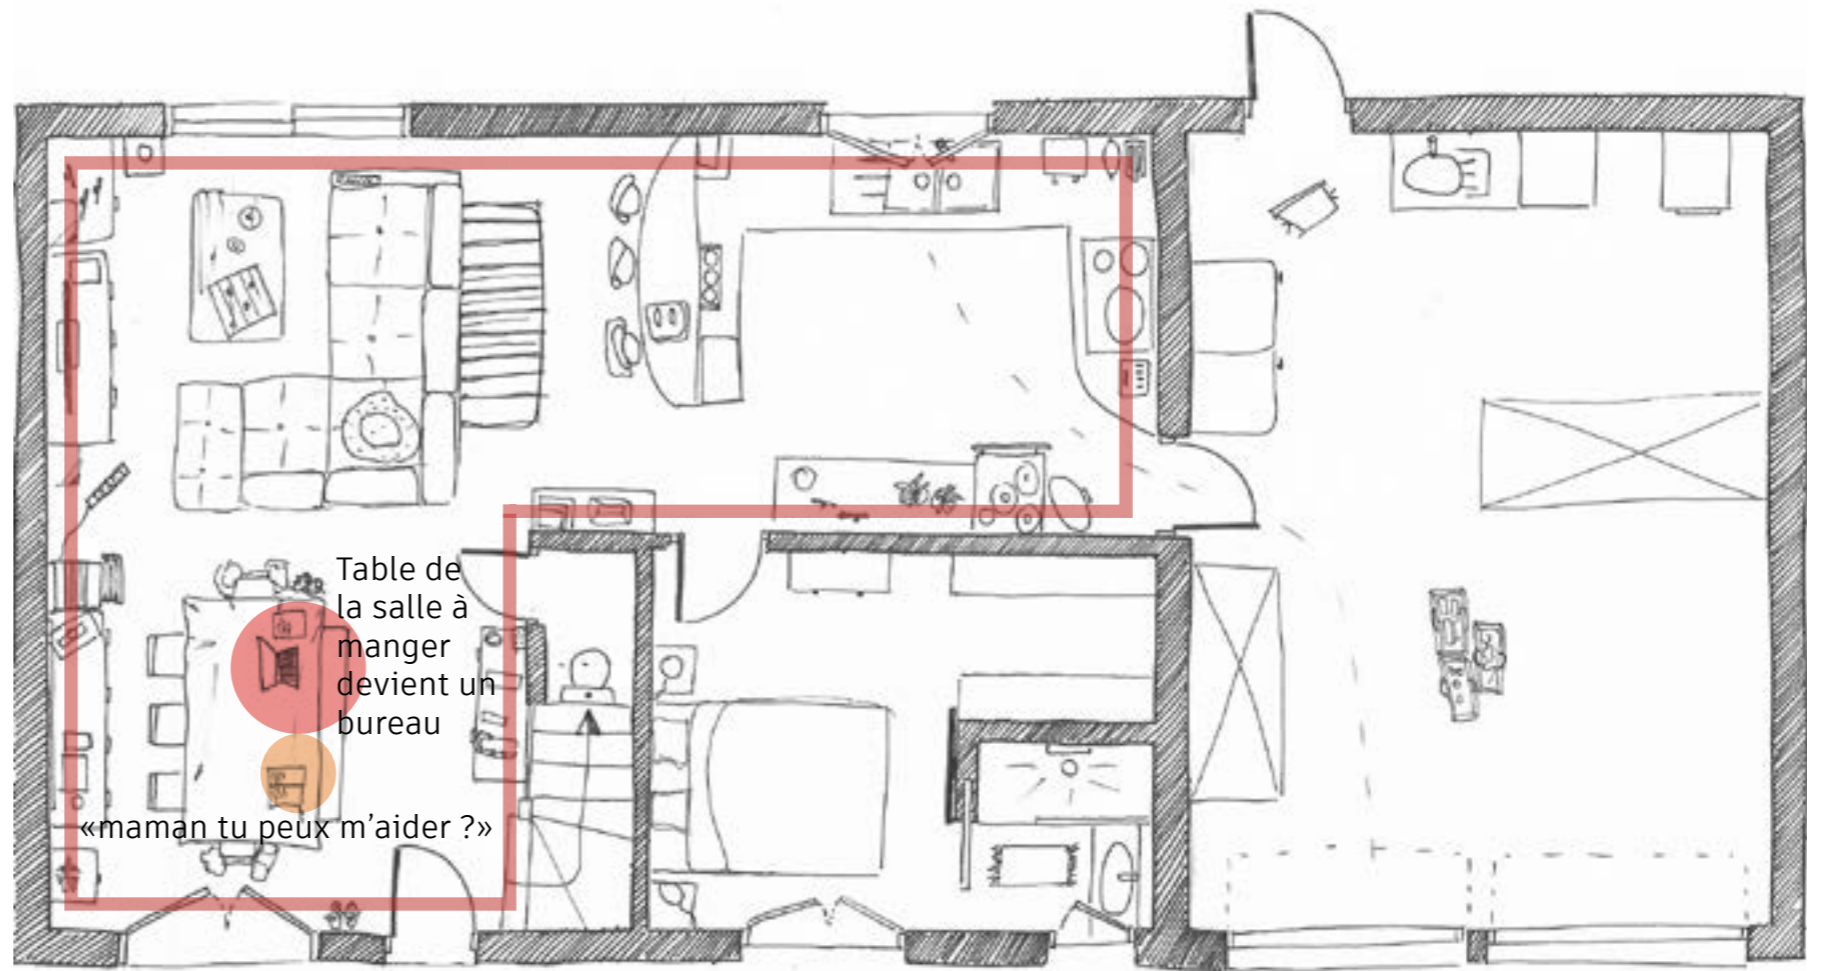 Table de
la salle à
manger
devient un
bureau
«maman tu peux m’aider ?»